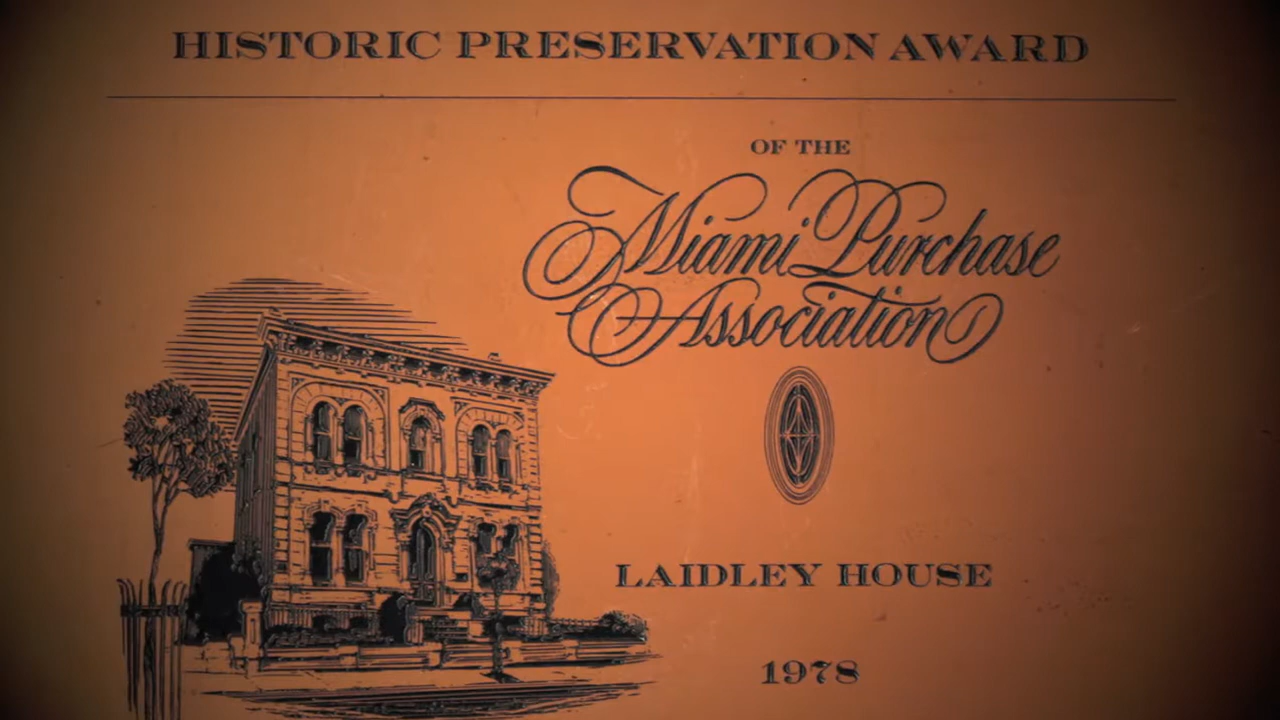 HISTORIC PRESERVATION AWARD
OF THE
Miami Purchase
Association
LAIDLEY HOUSE
1978